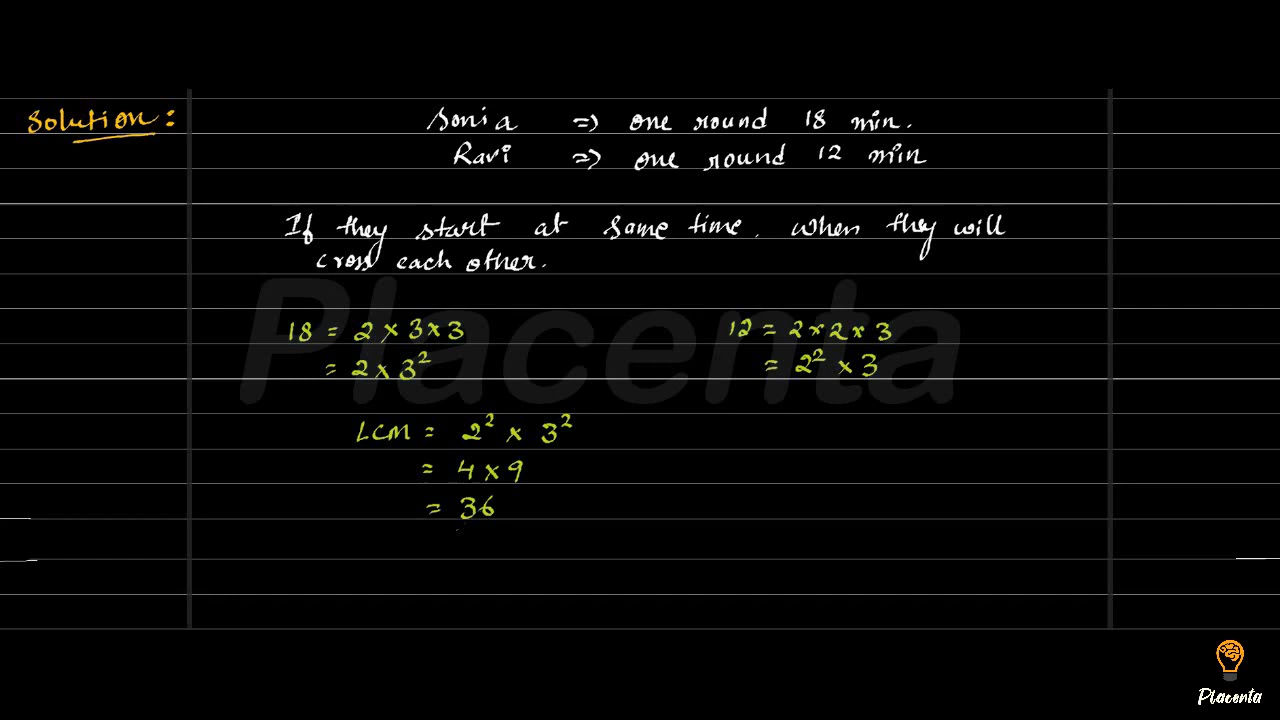 Solution:
Sonia => one round 18 min.
Ravi => one round 12 min
If they start at same time. when they will
cross each other.
Placenta
18 = 2 × 3 × 3
= 2 × 3²
12 = 2 × 2 × 3
= 2² × 3
LCM = 2² × 3²
= 4 × 9
= 36
Placenta